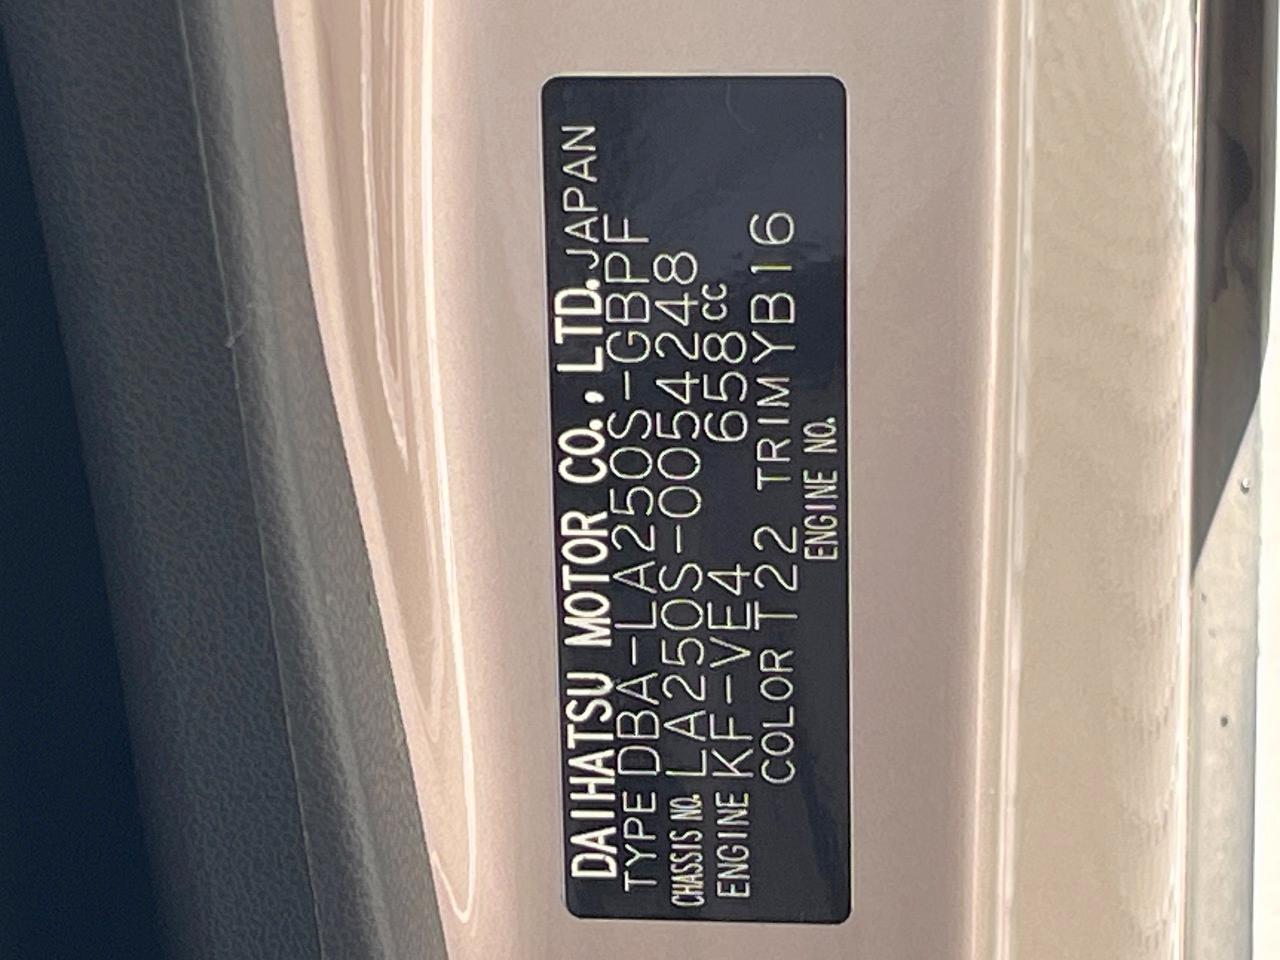 DAIHATSU MOTOR CO., LTD. JAPAN
TYPE DBA-LA250S-GBPF
CHASSIS NO. LA250S-0054248
ENGINE KF-VE4 658cc
COLOR T22 TRIM YB16
ENGINE NO.